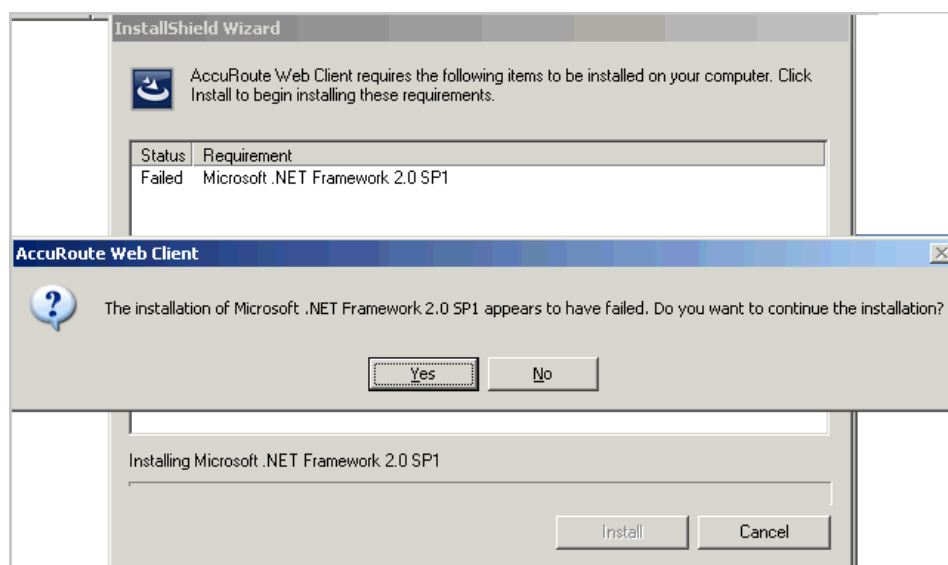 InstallShield Wizard
AccuRoute Web Client requires the following items to be installed on your computer. Click
Install to begin installing these requirements.
Status Requirement
Failed Microsoft .NET Framework 2.0 SP1
AccuRoute Web Client
The installation of Microsoft .NET Framework 2.0 SP1 appears to have failed. Do you want to continue the installation?
Yes No
Installing Microsoft .NET Framework 2.0 SP1
Install Cancel